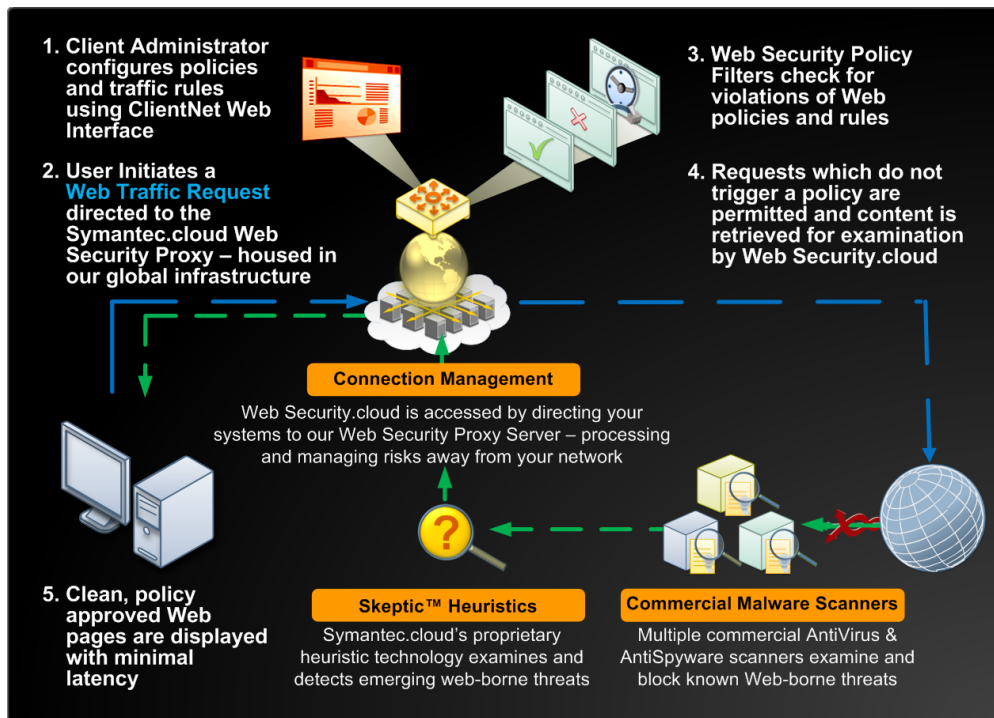 1. Client Administrator
configures policies
and traffic rules
using ClientNet Web
Interface
2. User Initiates a
Web Traffic Request
directed to the
Symantec.cloud Web
Security Proxy – housed in
our global infrastructure
3. Web Security Policy
Filters check for
violations of Web
policies and rules
4. Requests which do not
trigger a policy are
permitted and content is
retrieved for examination
by Web Security.cloud
Connection Management
Web Security.cloud is accessed by directing your
systems to our Web Security Proxy Server – processing
and managing risks away from your network
?
5. Clean, policy
approved Web
pages are displayed
with minimal
latency
Skeptic™ Heuristics
Symantec.cloud's proprietary
heuristic technology examines and
detects emerging web-borne threats
Commercial Malware Scanners
Multiple commercial AntiVirus &
AntiSpyware scanners examine and
block known Web-borne threats